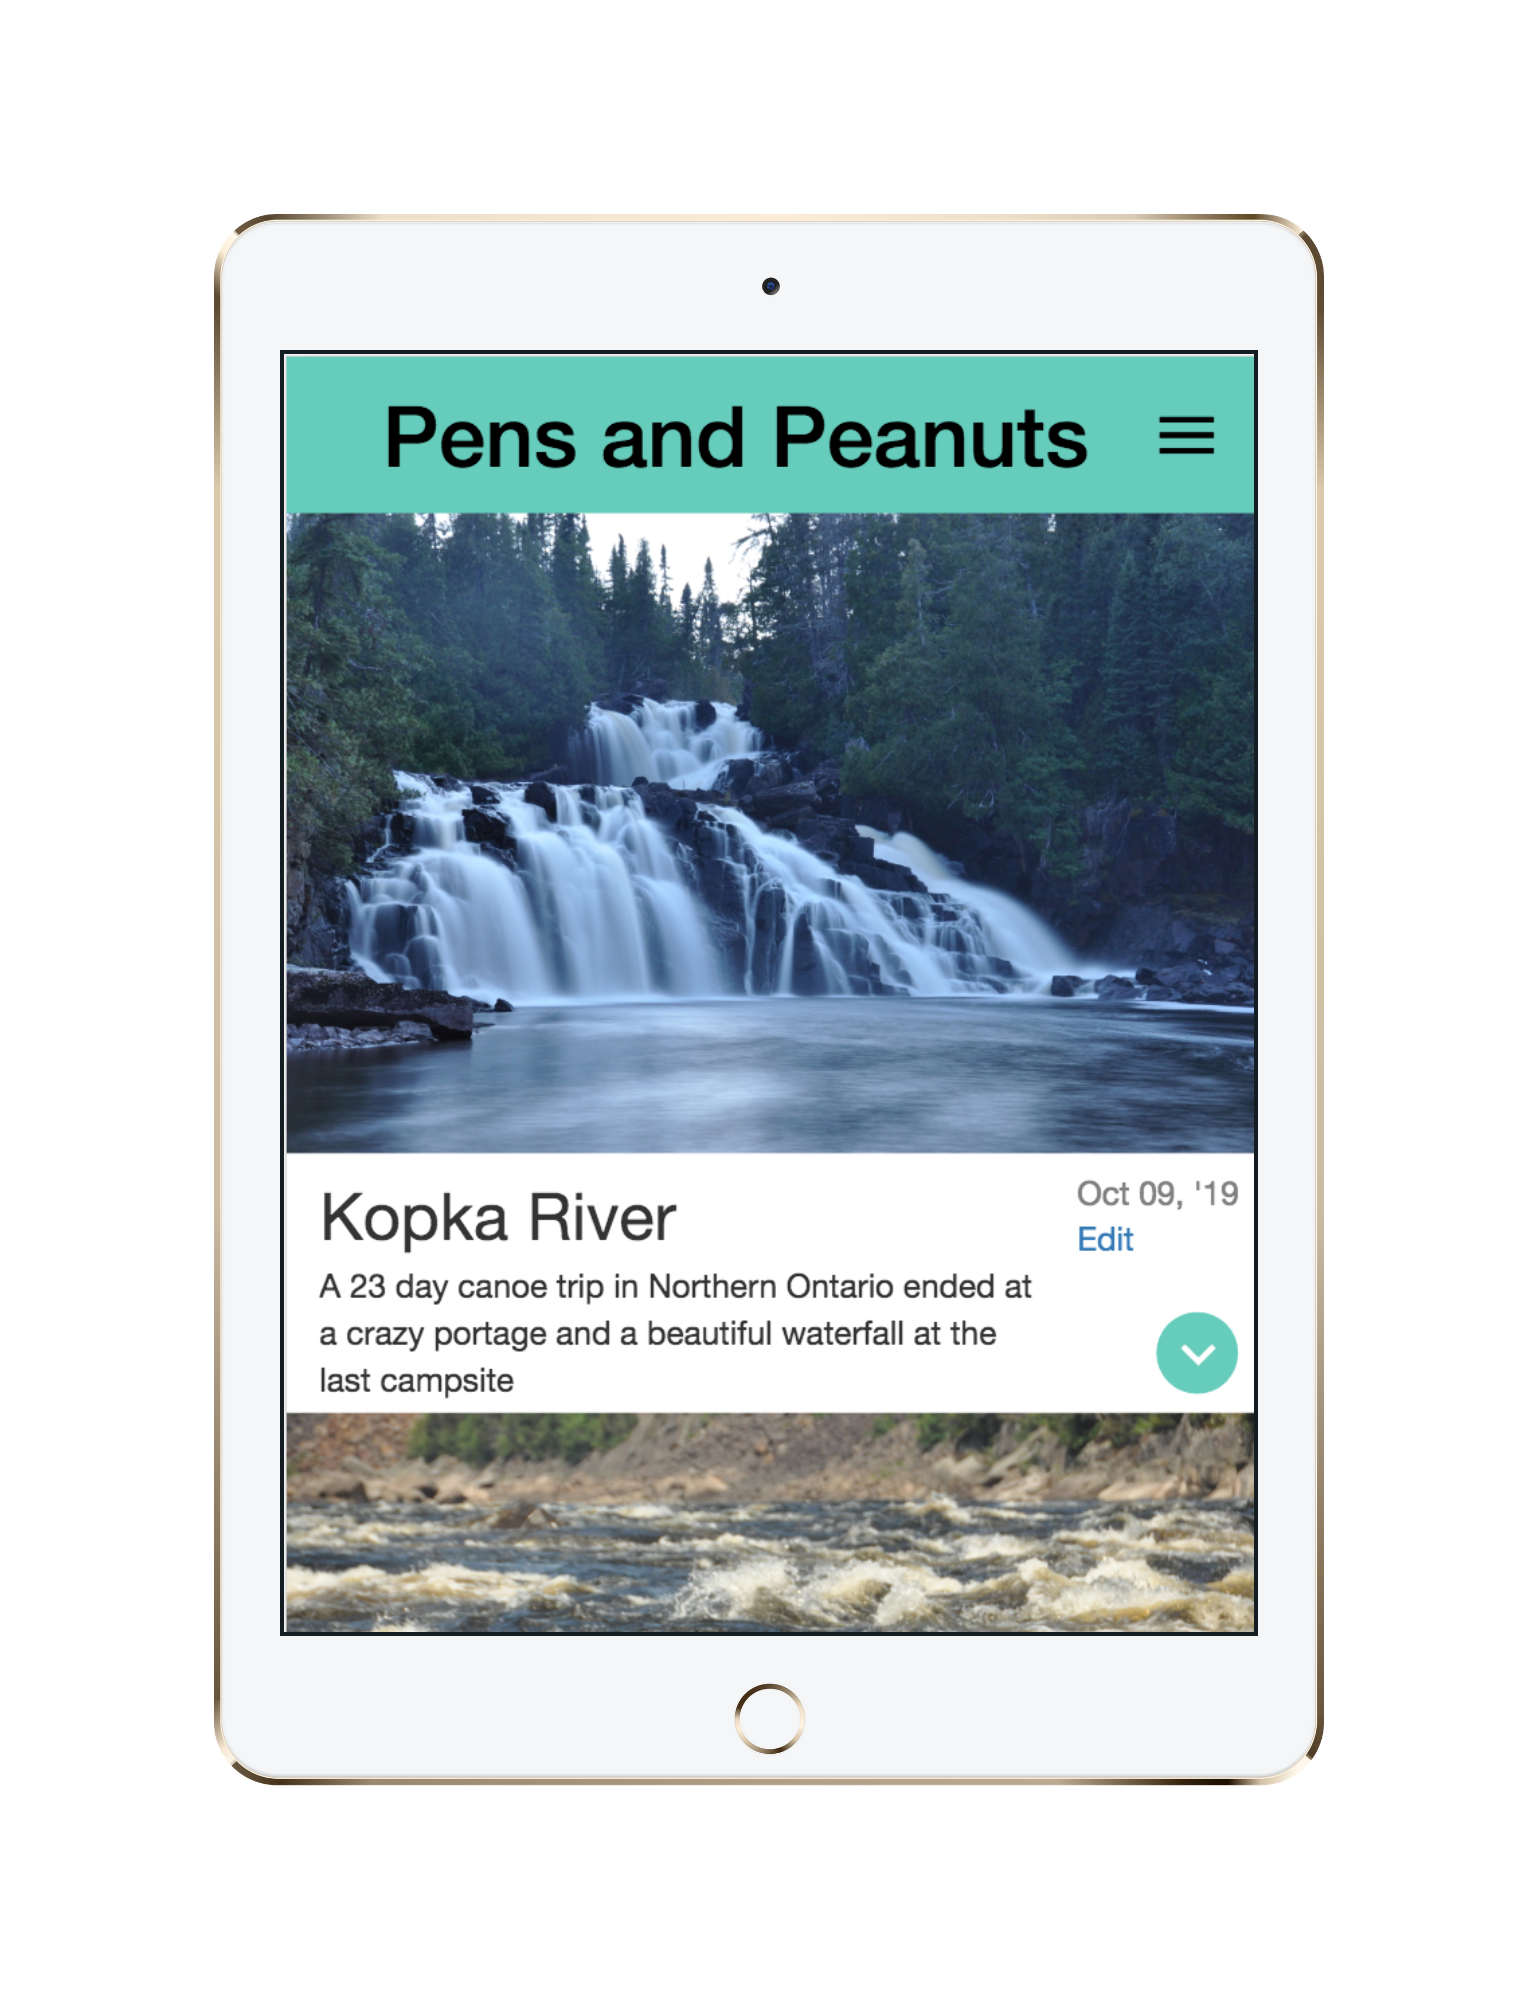 Pens and Peanuts
Kopka River
Oct 09, '19
Edit
A 23 day canoe trip in Northern Ontario ended at
a crazy portage and a beautiful waterfall at the
last campsite